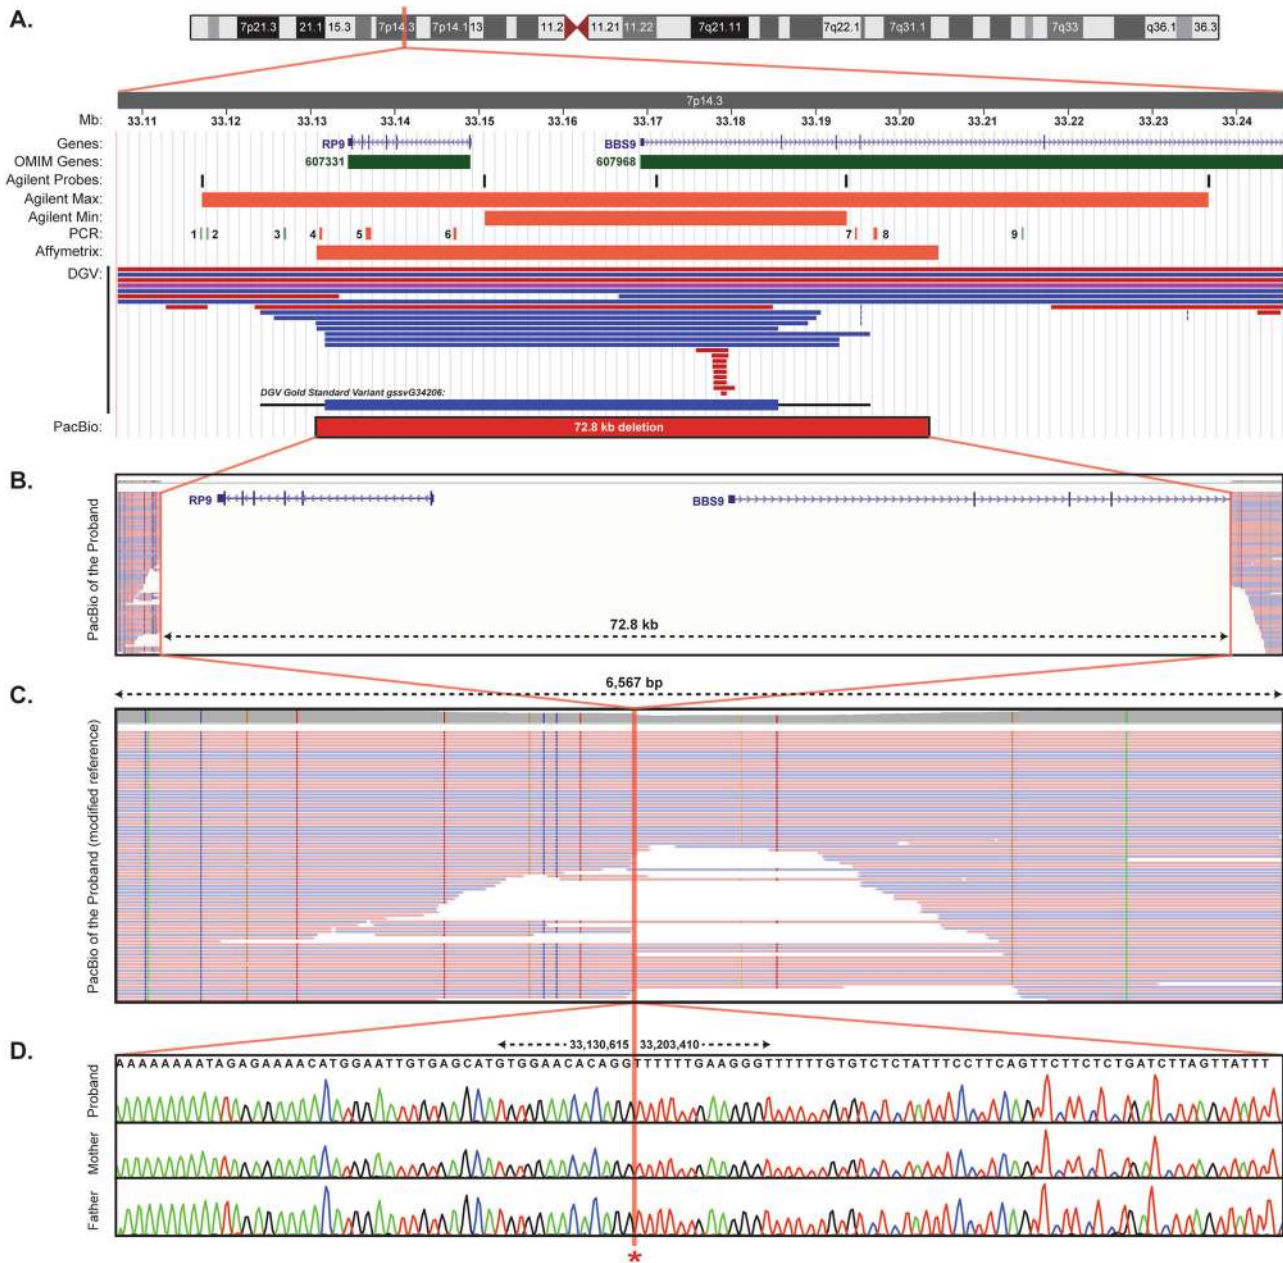 A.
7p21.3 21.1 15.3 7p14.3 7p14.1 13 11.2 11.21 11.22 7q21.11 7q22.1 7q31.1 7q33 q36.1 36.3
7p14.3
Mb: 33.11 33.12 33.13 33.14 33.15 33.16 33.17 33.18 33.19 33.20 33.21 33.22 33.23 33.24
Genes: RP9 BBS9
OMIM Genes: 607331 607968
Agilent Probes:
Agilent Max:
Agilent Min:
PCR: 1 2 3 4 5 6 7 8 9
Affymetrix:
DGV:
DGV Gold Standard Variant gssvG34206:
PacBio: 72.8 kb deletion
B.
PacBio of the Proband
RP9 BBS9
72.8 kb
C.
6,567 bp
PacBio of the Proband (modified reference)
D.
33,130,615 33,203,410
AAAAAAAATAGAGAAAACATGGAATTGTGAGCATGTGGAACACAGGTTTTTTGAAGGGTTTTTTGTGTCTCTATTTCCTTCAGTTCTTCTCTGATCTTAGTTATTT
Proband
Mother
Father
*